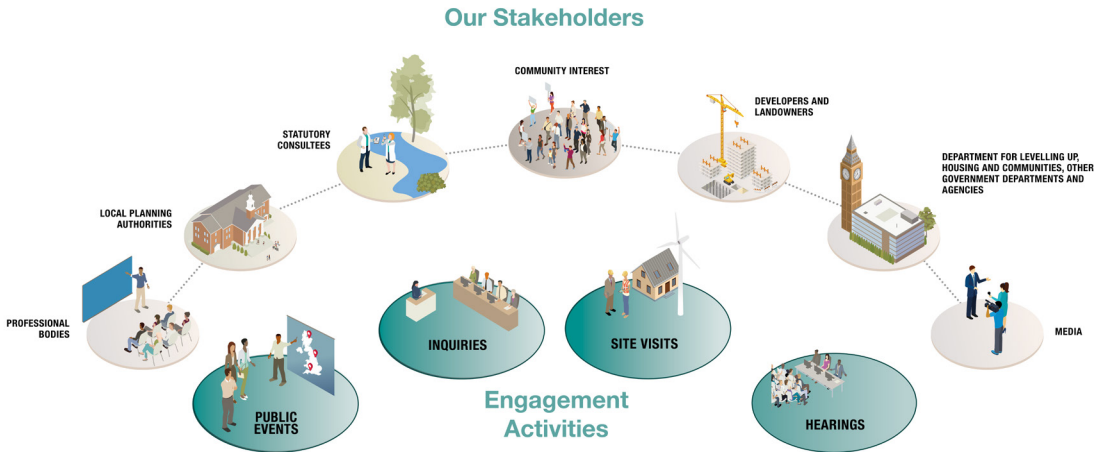 Our Stakeholders
COMMUNITY INTEREST
DEVELOPERS AND
LANDOWNERS
STATUTORY
CONSULTEES
DEPARTMENT FOR LEVELLING UP,
HOUSING AND COMMUNITIES, OTHER
GOVERNMENT DEPARTMENTS AND
AGENCIES
LOCAL PLANNING
AUTHORITIES
PROFESSIONAL
BODIES
MEDIA
INQUIRIES
SITE VISITS
PUBLIC
EVENTS
HEARINGS
Engagement
Activities